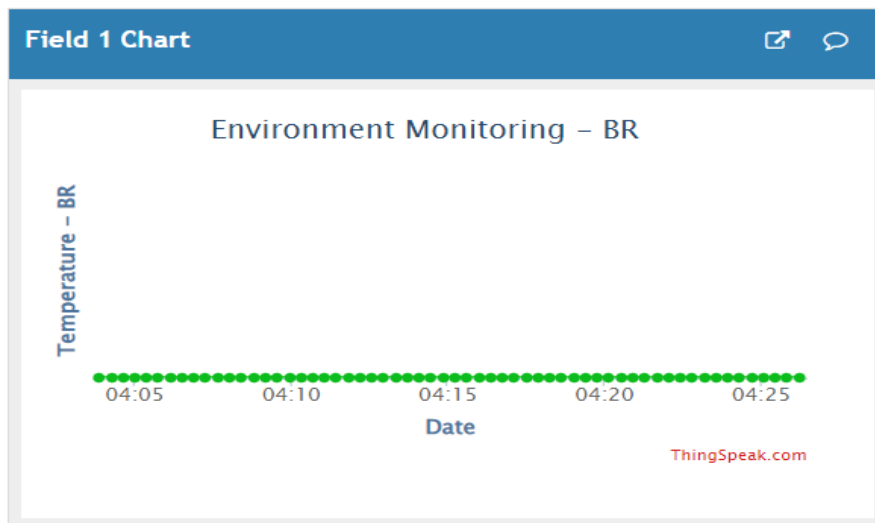 Field 1 Chart
Environment Monitoring – BR
Temperature – BR
04:05 04:10 04:15 04:20 04:25
Date
ThingSpeak.com